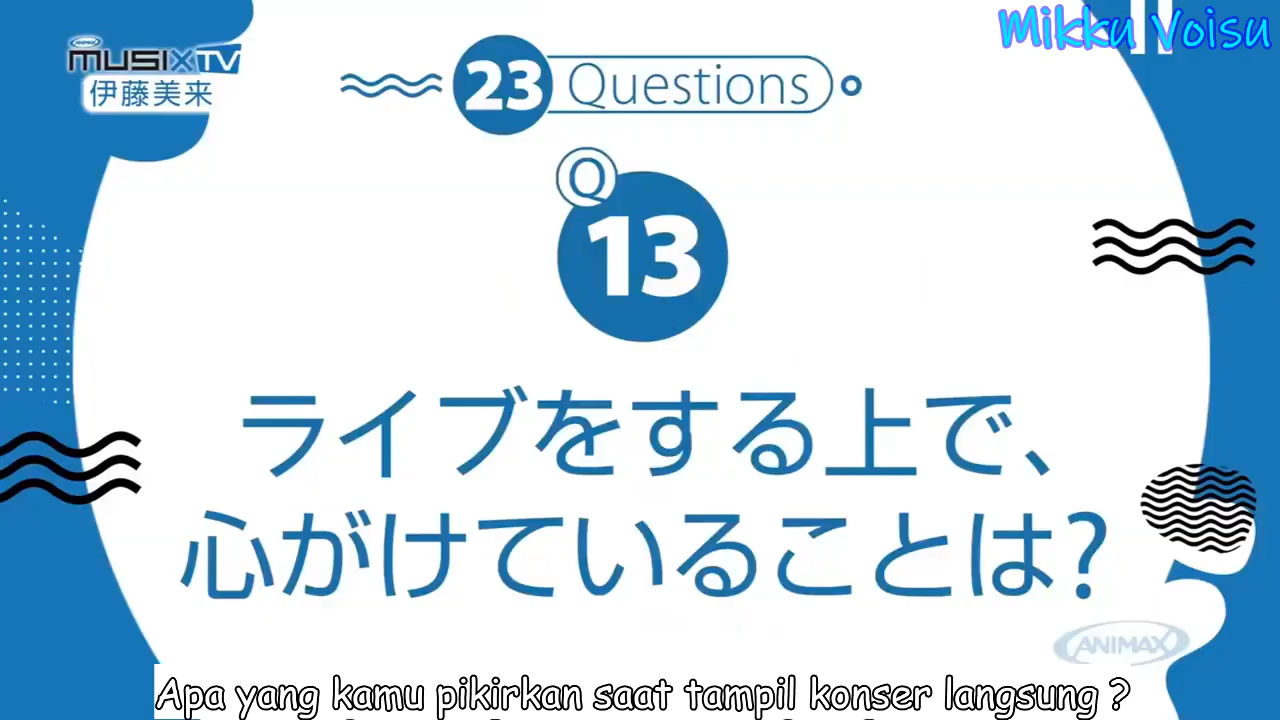 ANIMAX
MUSIX TV
伊藤美来
Mikku Voisu
23 Questions
Q
13
ライブをする上で、
心がけていることは?
ANIMAX
Apa yang kamu pikirkan saat tampil konser langsung ?